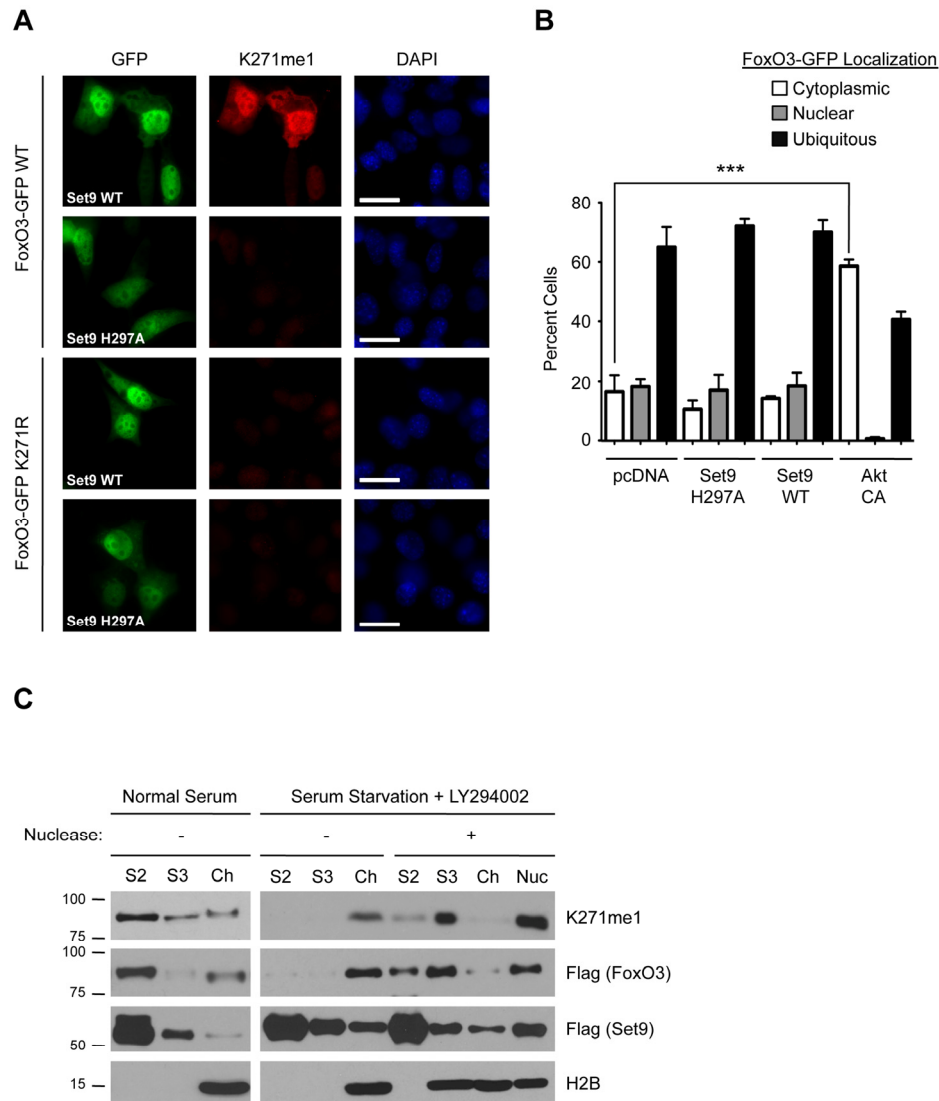 A
GFP K271me1 DAPI
FoxO3-GFP WT
Set9 WT
Set9 H297A
FoxO3-GFP K271R
Set9 WT
Set9 H297A
B
FoxO3-GFP Localization
Cytoplasmic
Nuclear
Ubiquitous
***
Percent Cells
80
60
40
20
0
pcDNA
Set9 H297A
Set9 WT
Akt CA
C
Normal Serum Serum Starvation + LY294002
Nuclease: - - +
S2 S3 Ch S2 S3 Ch S2 S3 Ch Nuc
100
75
K271me1
100
75
Flag (FoxO3)
50
Flag (Set9)
15
H2B